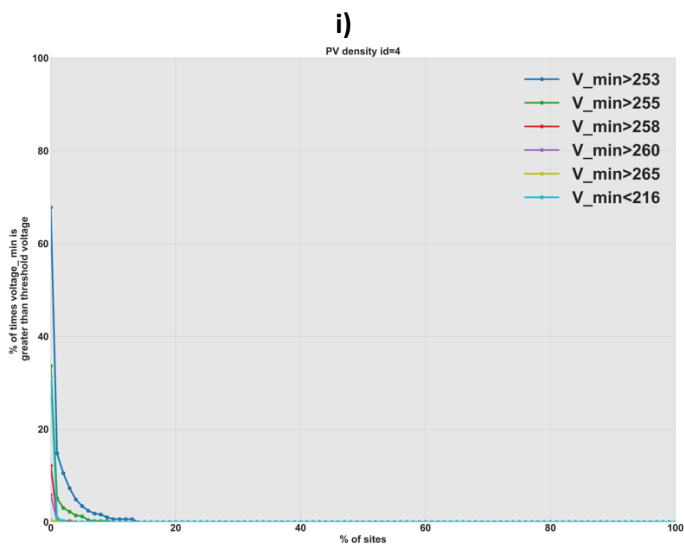 i)
PV density id=4
100
80
60
40
20
0
% of times voltage_min is
greater than threshold voltage
V_min>253
V_min>255
V_min>258
V_min>260
V_min>265
V_min<216
0 20 40 60 80 100
% of sites